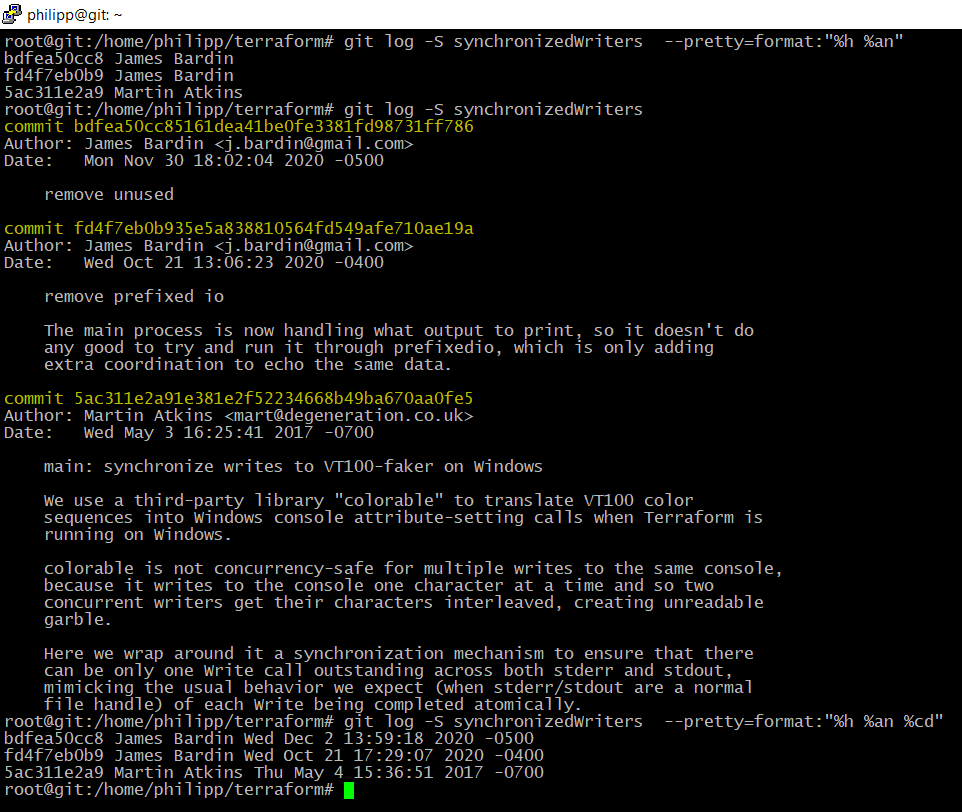 philipp@git: ~
root@git:/home/philipp/terraform# git log -S synchronizedWriters  --pretty=format:"%h %an"
bdfea50cc8 James Bardin
fd4f7eb0b9 James Bardin
5ac311e2a9 Martin Atkins
root@git:/home/philipp/terraform# git log -S synchronizedWriters
commit bdfea50cc85161dea41be0fe3381fd98731ff786
Author: James Bardin <j.bardin@gmail.com>
Date:   Mon Nov 30 18:02:04 2020 -0500
    remove unused
commit fd4f7eb0b935e5a838810564fd549afe710ae19a
Author: James Bardin <j.bardin@gmail.com>
Date:   Wed Oct 21 13:06:23 2020 -0400
    remove prefixed io
    The main process is now handling what output to print, so it doesn't do
    any good to try and run it through prefixedio, which is only adding
    extra coordination to echo the same data.
commit 5ac311e2a91e381e2f52234668b49ba670aa0fe5
Author: Martin Atkins <mart@degeneration.co.uk>
Date:   Wed May 3 16:25:41 2017 -0700
    main: synchronize writes to VT100-faker on Windows
    We use a third-party library "colorable" to translate VT100 color
    sequences into Windows console attribute-setting calls when Terraform is
    running on Windows.
    colorable is not concurrency-safe for multiple writes to the same console,
    because it writes to the console one character at a time and so two
    concurrent writers get their characters interleaved, creating unreadable
    garble.
    Here we wrap around it a synchronization mechanism to ensure that there
    can be only one Write call outstanding across both stderr and stdout,
    mimicking the usual behavior we expect (when stderr/stdout are a normal
    file handle) of each Write being completed atomically.
root@git:/home/philipp/terraform# git log -S synchronizedWriters  --pretty=format:"%h %an %cd"
bdfea50cc8 James Bardin Wed Dec 2 13:59:18 2020 -0500
fd4f7eb0b9 James Bardin Wed Oct 21 17:29:07 2020 -0400
5ac311e2a9 Martin Atkins Thu May 4 15:36:51 2017 -0700
root@git:/home/philipp/terraform#